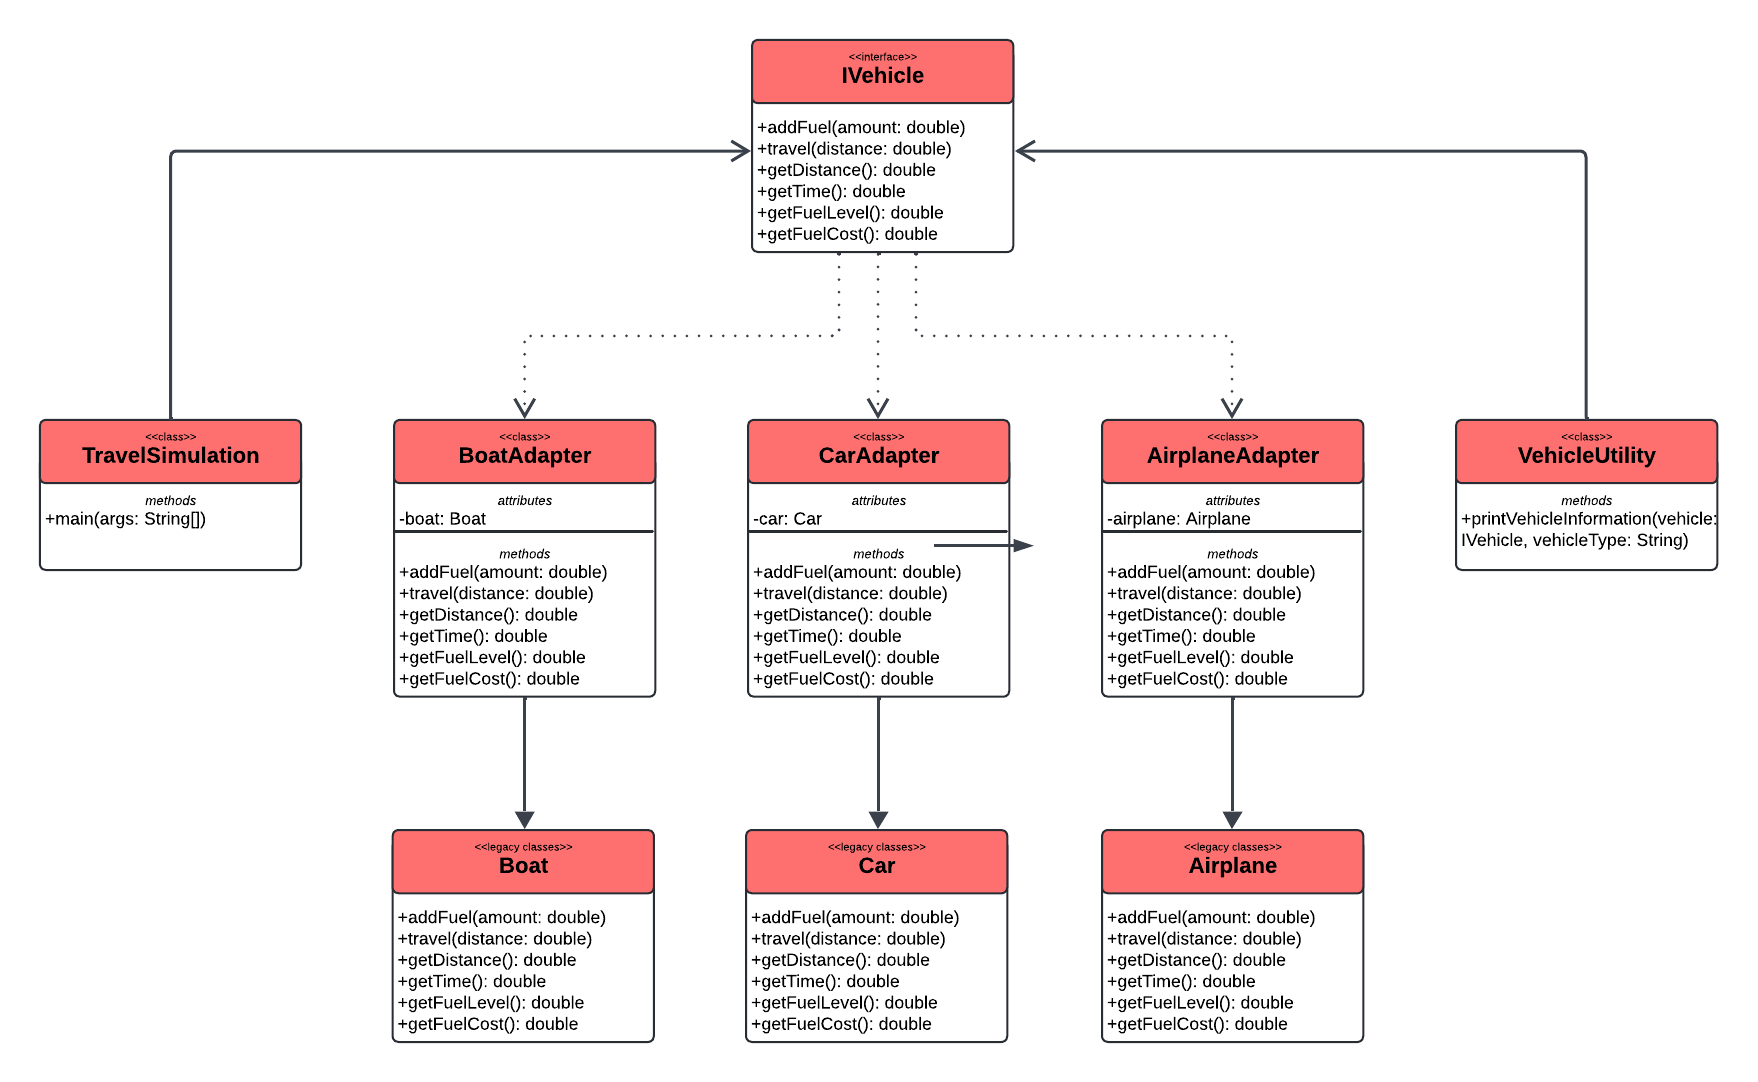 <<interface>>
IVehicle
+addFuel(amount: double)
+travel(distance: double)
+getDistance(): double
+getTime(): double
+getFuelLevel(): double
+getFuelCost(): double
<<class>>
TravelSimulation
methods
+main(args: String[])
<<class>>
BoatAdapter
attributes
-boat: Boat
methods
+addFuel(amount: double)
+travel(distance: double)
+getDistance(): double
+getTime(): double
+getFuelLevel(): double
+getFuelCost(): double
<<class>>
CarAdapter
attributes
-car: Car
methods
+addFuel(amount: double)
+travel(distance: double)
+getDistance(): double
+getTime(): double
+getFuelLevel(): double
+getFuelCost(): double
<<class>>
AirplaneAdapter
attributes
-airplane: Airplane
methods
+addFuel(amount: double)
+travel(distance: double)
+getDistance(): double
+getTime(): double
+getFuelLevel(): double
+getFuelCost(): double
<<class>>
VehicleUtility
methods
+printVehicleInformation(vehicle:
IVehicle, vehicleType: String)
<<legacy classes>>
Boat
+addFuel(amount: double)
+travel(distance: double)
+getDistance(): double
+getTime(): double
+getFuelLevel(): double
+getFuelCost(): double
<<legacy classes>>
Car
+addFuel(amount: double)
+travel(distance: double)
+getDistance(): double
+getTime(): double
+getFuelLevel(): double
+getFuelCost(): double
<<legacy classes>>
Airplane
+addFuel(amount: double)
+travel(distance: double)
+getDistance(): double
+getTime(): double
+getFuelLevel(): double
+getFuelCost(): double